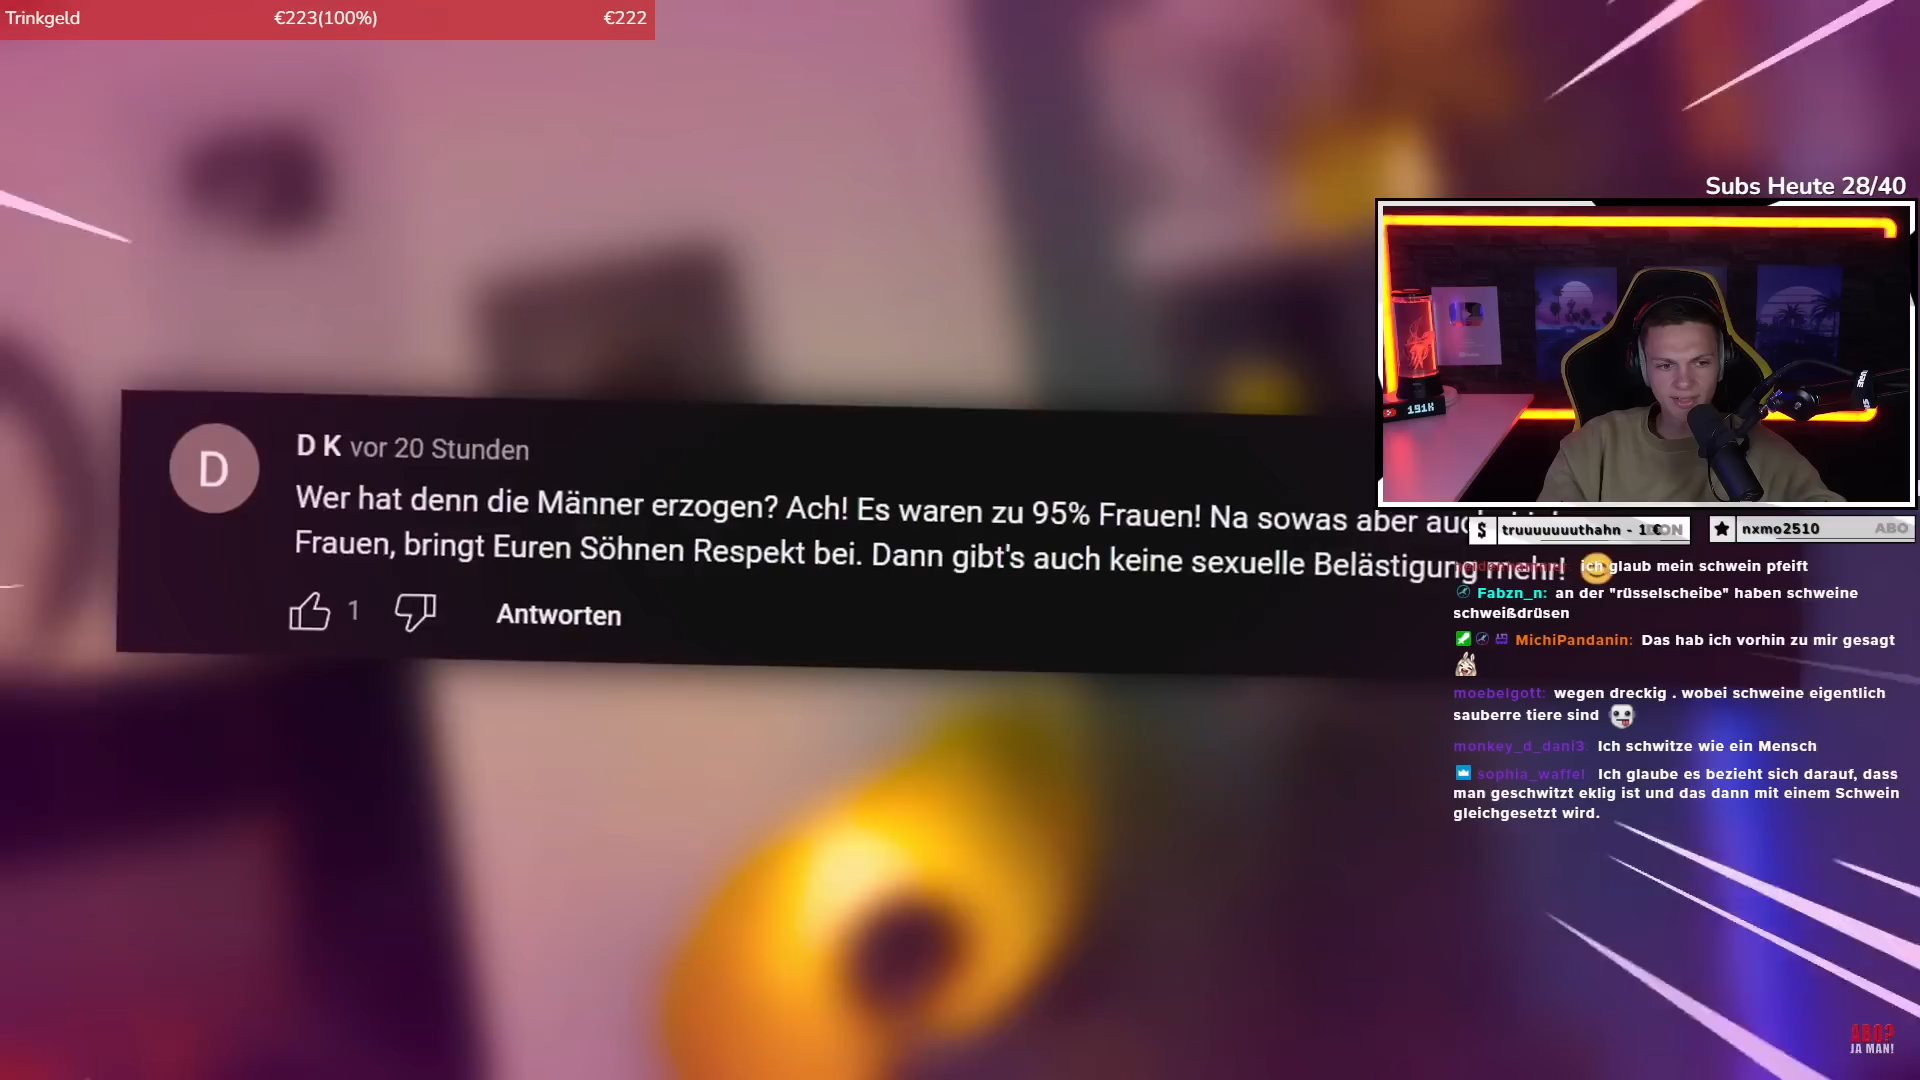 Trinkgeld €223(100%) €222
Subs Heute 28/40
191K
D
D K vor 20 Stunden
Wer hat denn die Männer erzogen? Ach! Es waren zu 95% Frauen! Na sowas aber
Frauen, bringt Euren Söhnen Respekt bei. Dann gibt's auch keine sexuelle Belästigung mehr!
1 Antworten
$ truuuuuuuthahn - 1 €
nxmo2510 ABO
ich glaub mein schwein pfeift
Fabzn_n: an der "rüsselscheibe" haben schweine
schweißdrüsen
MichiPandanin: Das hab ich vorhin zu mir gesagt
moebelgott: wegen dreckig . wobei schweine eigentlich
sauberre tiere sind
monkey_d_dani3: Ich schwitze wie ein Mensch
sophia_waffel: Ich glaube es bezieht sich darauf, dass
man geschwitzt eklig ist und das dann mit einem Schwein
gleichgesetzt wird.
ABO?
JA MAN!